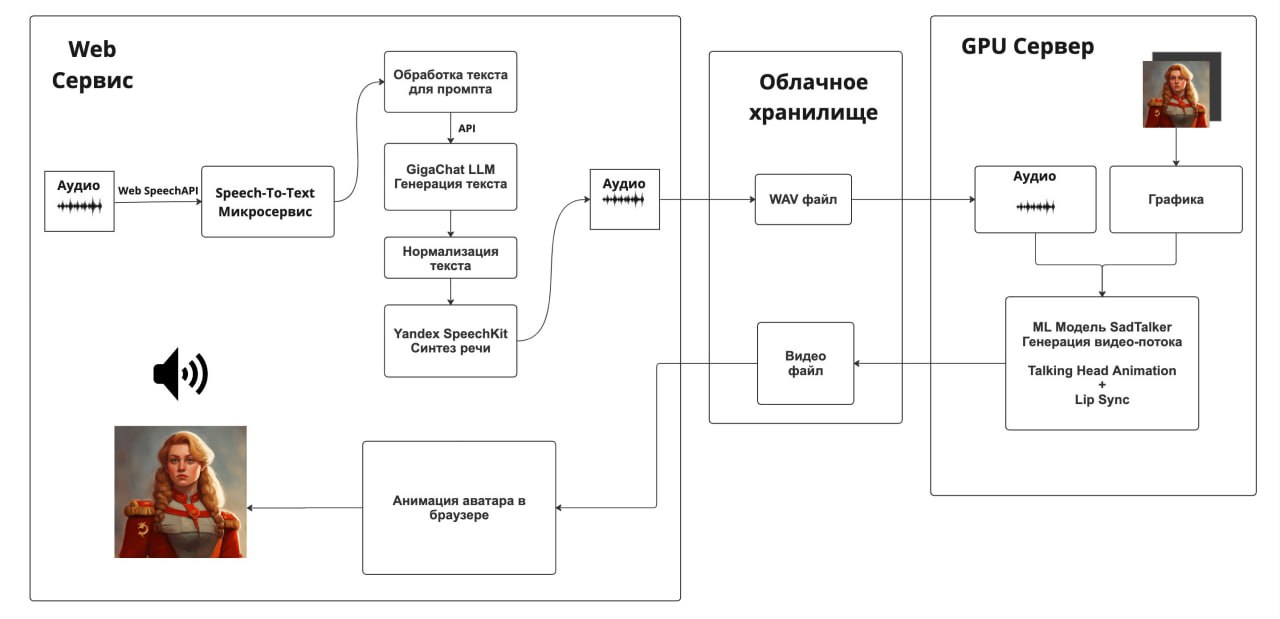 Web
Сервис
Аудио
Web SpeechAPI
Speech-To-Text
Микросервис
Обработка текста
для промпта
API
GigaChat LLM
Генерация текста
Нормализация
текста
Yandex SpeechKit
Синтез речи
Аудио
Облачное
хранилище
WAV файл
Видео
файл
GPU Сервер
Аудио
Графика
ML Модель SadTalker
Генерация видео-потока
Talking Head Animation
+
Lip Sync
Анимация аватара в
браузере